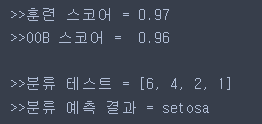 >>훈련 스코어 = 0.97
>>OOB 스코어 =  0.96
>>분류 테스트 = [6, 4, 2, 1]
>>분류 예측 결과 = setosa